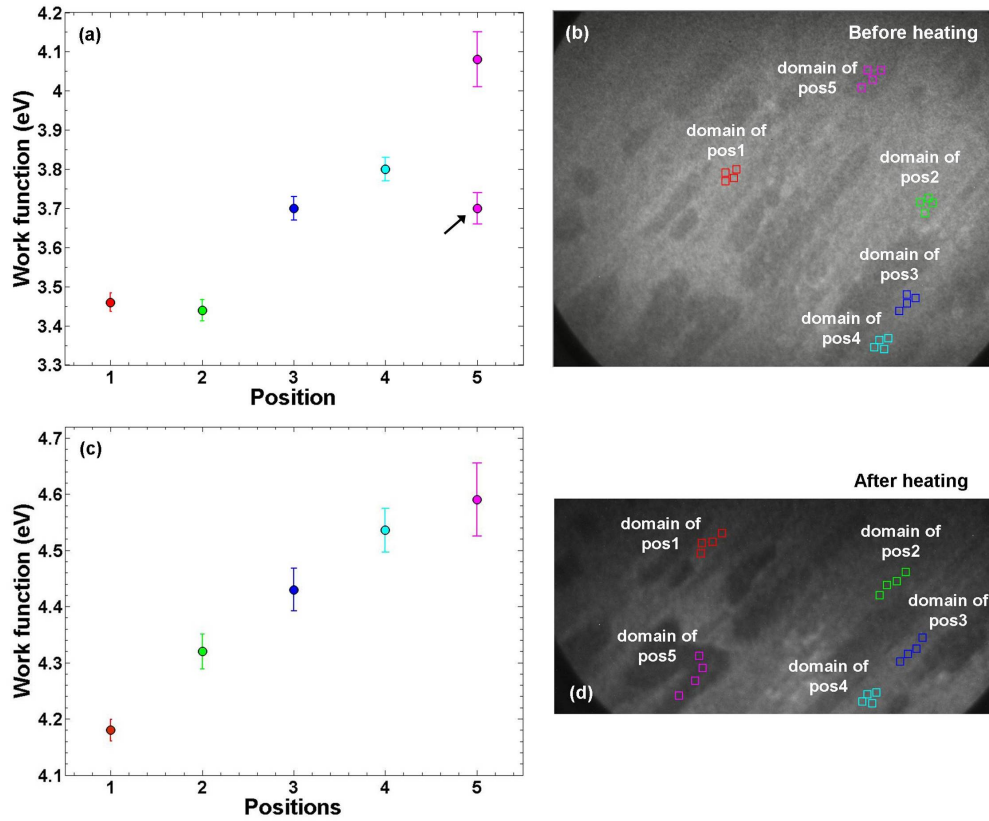 (a)
Work function (eV)
4.2
4.1
4
3.9
3.8
3.7
3.6
3.5
3.4
3.3
1 2 3 4 5
Position
(b)
Before heating
domain of
pos5
domain of
pos1
domain of
pos2
domain of
pos3
domain of
pos4
(c)
Work function (eV)
4.7
4.6
4.5
4.4
4.3
4.2
4.1
1 2 3 4 5
Positions
After heating
domain of
pos1
domain of
pos2
domain of
pos3
domain of
pos5
domain of
pos4
(d)